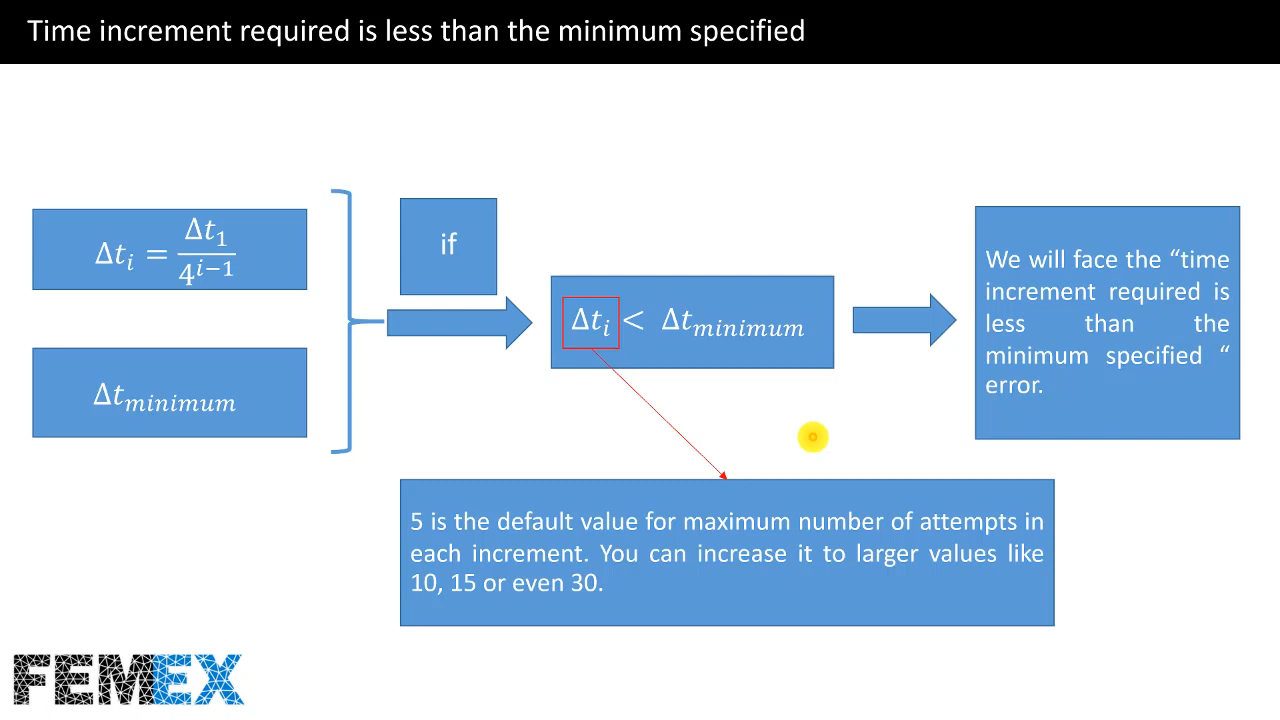 Time increment required is less than the minimum specified
Δt_i = Δt_1 / 4^{i−1}
if
Δt_i < Δt_minimum
We will face the “time
increment required is
less than the
minimum specified “
error.
Δt_minimum
5 is the default value for maximum number of attempts in
each increment. You can increase it to larger values like
10, 15 or even 30.
FEMEX